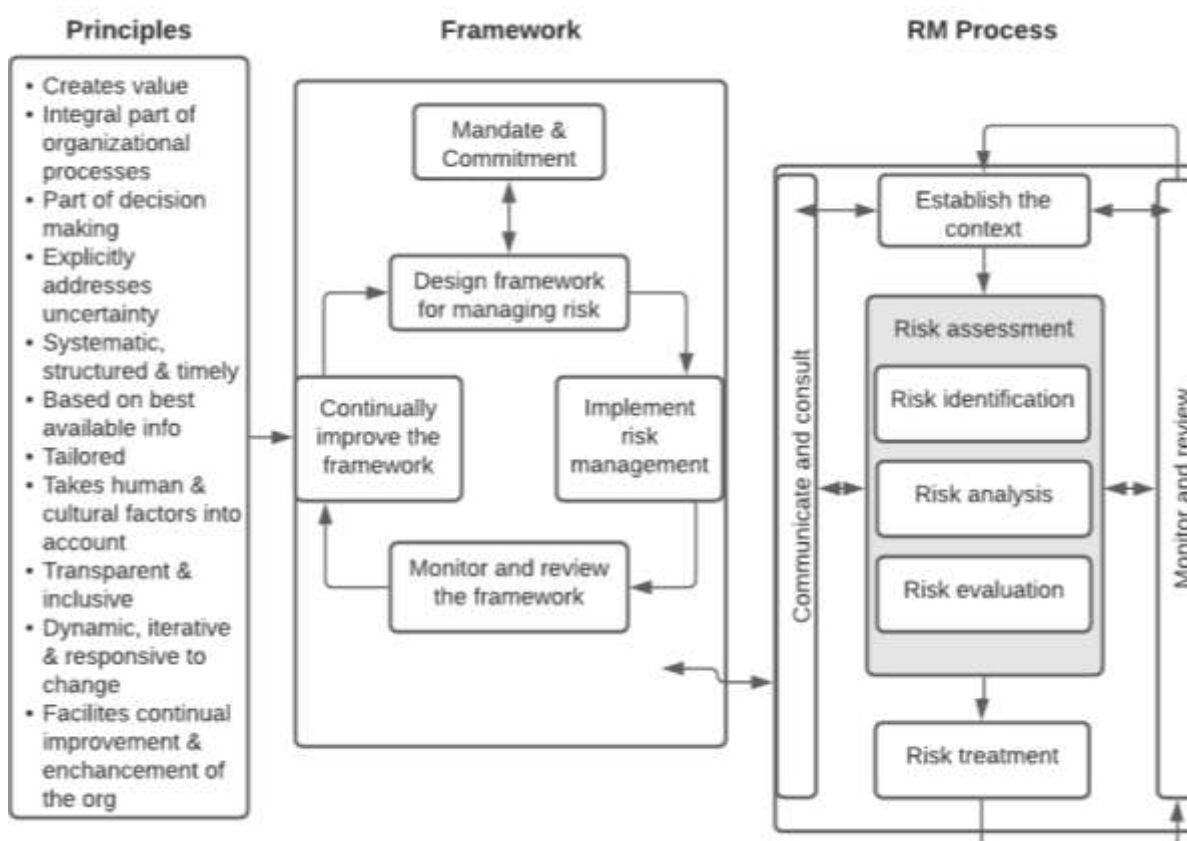 Principles
• Creates value
• Integral part of
organizational
processes
• Part of decision
making
• Explicitly
addresses
uncertainty
• Systematic,
structured & timely
• Based on best
available info
• Tailored
• Takes human &
cultural factors into
account
• Transparent &
inclusive
• Dynamic, iterative
& responsive to
change
• Facilites continual
improvement &
enchancement of
the org
Framework
Mandate &
Commitment
Design framework
for managing risk
Continually
improve the
framework
Implement
risk
management
Monitor and review
the framework
RM Process
Communicate and consult
Establish the
context
Risk assessment
Risk identification
Risk analysis
Risk evaluation
Risk treatment
Monitor and review